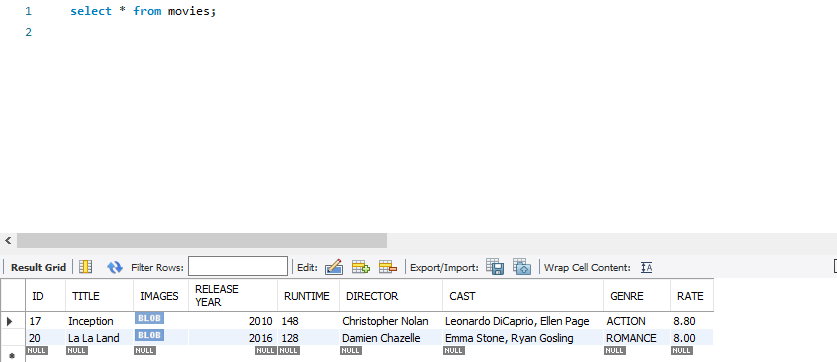 1 select * from movies;
2
Result Grid Filter Rows: Edit: Export/Import: Wrap Cell Content: IA
ID TITLE IMAGES RELEASE YEAR RUNTIME DIRECTOR CAST GENRE RATE
17 Inception BLOB 2010 148 Christopher Nolan Leonardo DiCaprio, Ellen Page ACTION 8.80
20 La La Land BLOB 2016 128 Damien Chazelle Emma Stone, Ryan Gosling ROMANCE 8.00
NULL NULL NULL NULL NULL NULL NULL NULL NULL